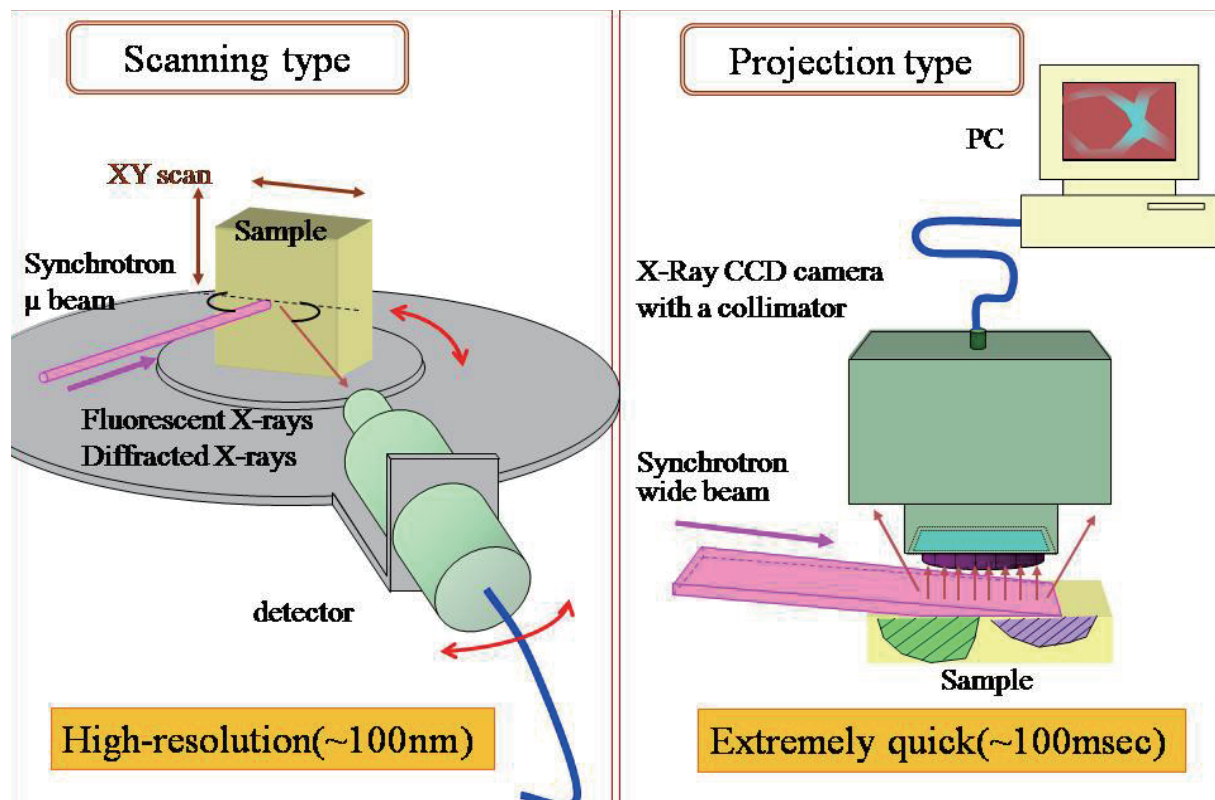 Scanning type
XY scan
Sample
Synchrotron
μ beam
Fluorescent X-rays
Diffracted X-rays
detector
High-resolution(~100nm)
Projection type
PC
X-Ray CCD camera
with a collimator
Synchrotron
wide beam
Sample
Extremely quick(~100msec)